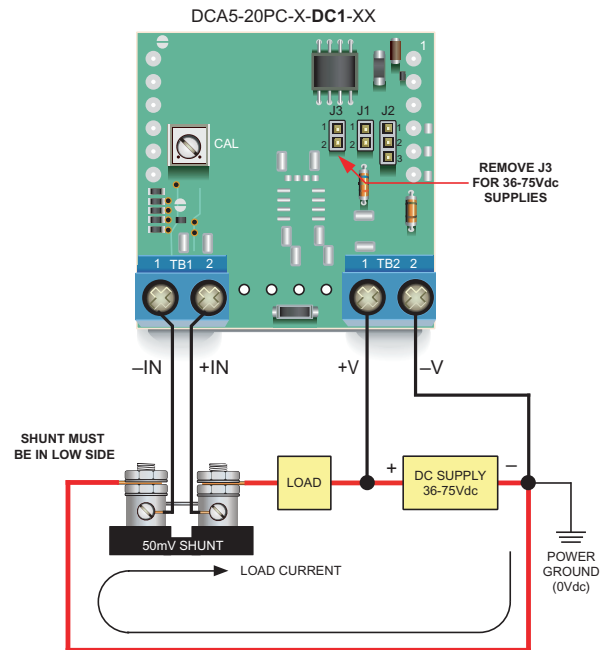 DCA5-20PC-X-DC1-XX
1
J3 J1 J2
1 1 1
2 2 2
3
CAL
REMOVE J3
FOR 36-75Vdc
SUPPLIES
1 TB1 2
1 TB2 2
–IN +IN
+V –V
SHUNT MUST
BE IN LOW SIDE
LOAD
+ –
DC SUPPLY
36-75Vdc
50mV SHUNT
LOAD CURRENT
POWER
GROUND
(0Vdc)